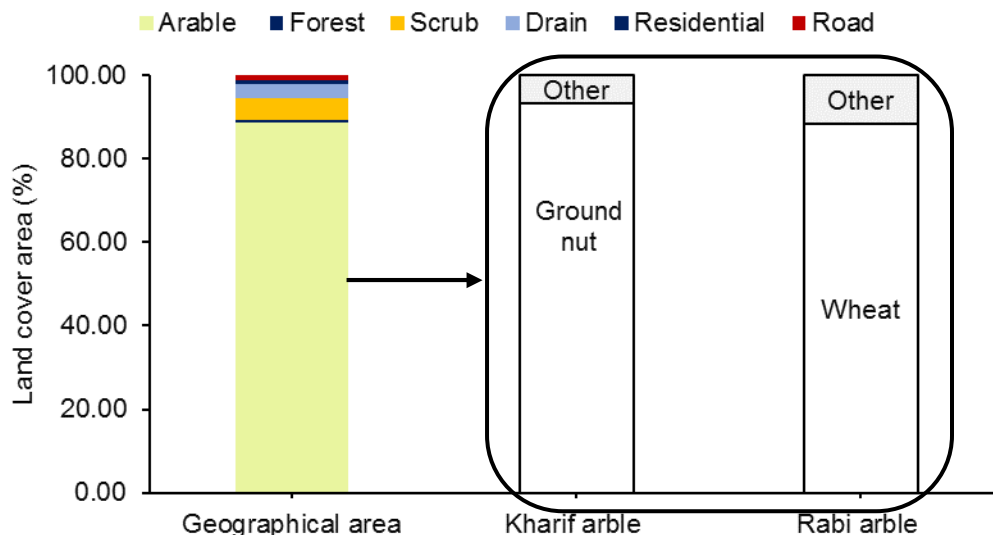 Arable Forest Scrub Drain Residential Road
100.00
80.00
60.00
40.00
20.00
0.00
Land cover area (%)
Other
Ground
nut
Other
Wheat
Geographical area Kharif arble Rabi arble